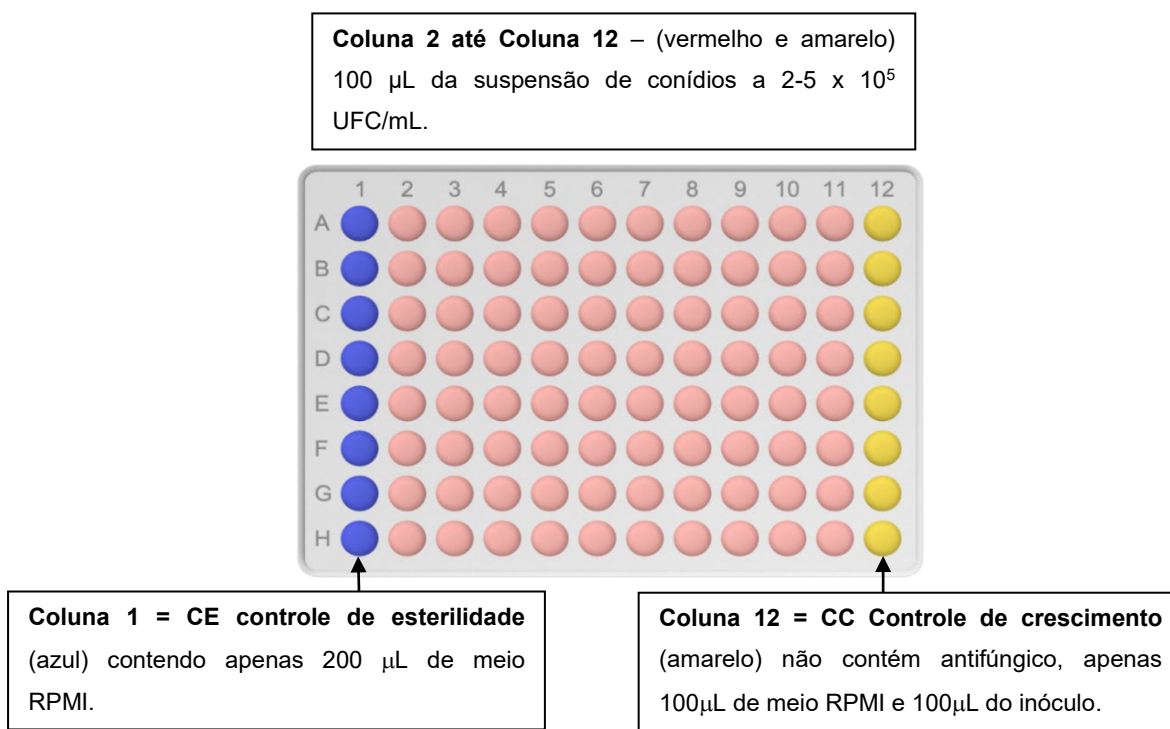 Coluna 2 até Coluna 12 – (vermelho e amarelo)
100 µL da suspensão de conídios a 2-5 x 10⁵
UFC/mL.
1 2 3 4 5 6 7 8 9 10 11 12
A
B
C
D
E
F
G
H
Coluna 1 = CE controle de esterilidade
(azul) contendo apenas 200 µL de meio
RPMI.
Coluna 12 = CC Controle de crescimento
(amarelo) não contém antifúngico, apenas
100µL de meio RPMI e 100µL do inóculo.